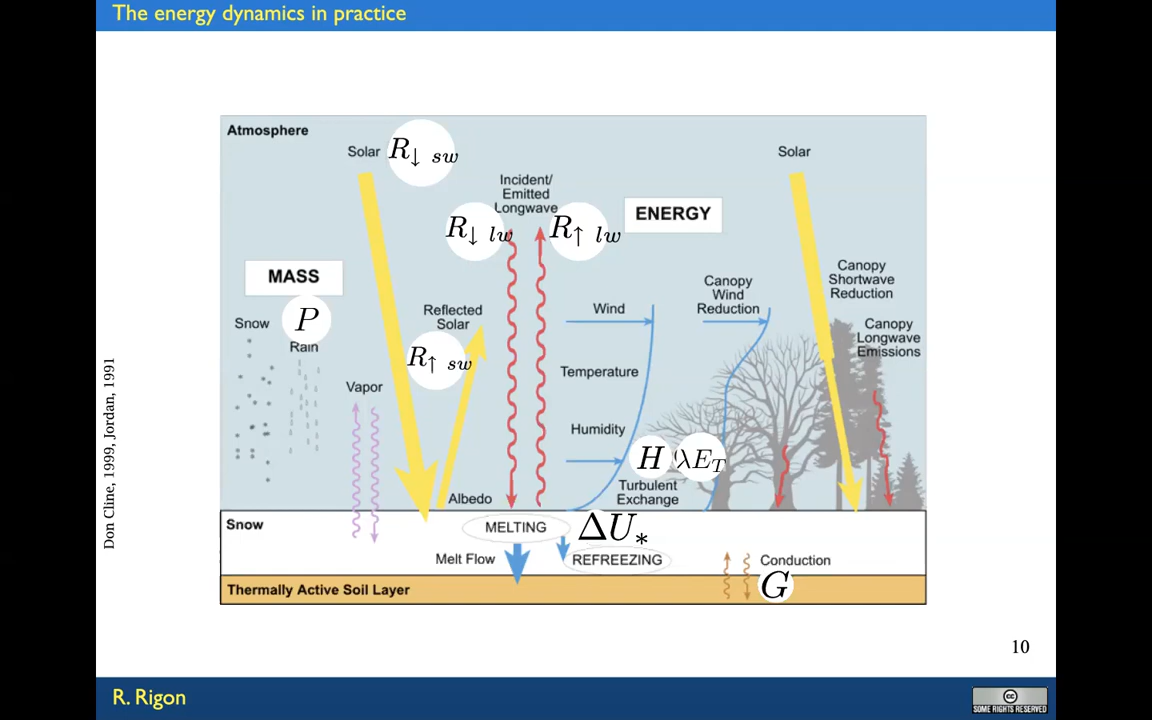 The energy dynamics in practice
Atmosphere
Solar
R↓ sw
Solar
Incident/
Emitted
Longwave
R↓ lw
R↑ lw
ENERGY
MASS
P
Snow
Rain
Vapor
Reflected
Solar
R↑ sw
Wind
Temperature
Humidity
H
λE_T
Turbulent
Exchange
Canopy
Wind
Reduction
Canopy
Shortwave
Reduction
Canopy
Longwave
Emissions
Albedo
Snow
MELTING
ΔU_*
Melt Flow
REFREEZING
Conduction
G
Thermally Active Soil Layer
Don Cline, 1999, Jordan, 1991
10
R. Rigon
cc
SOME RIGHTS RESERVED